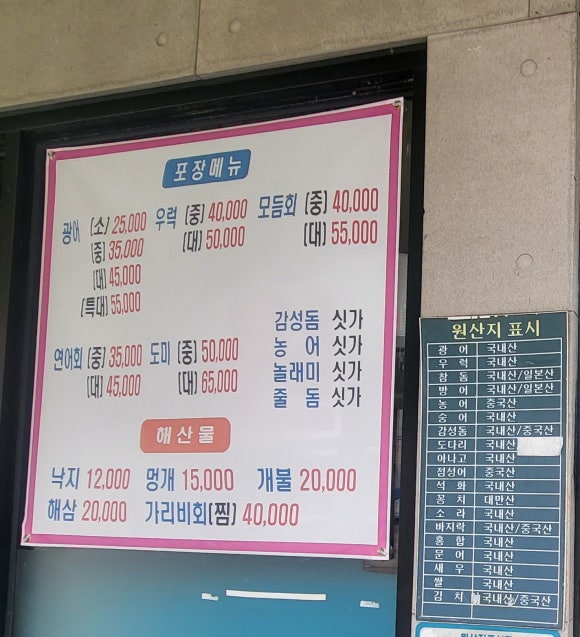 포장메뉴
광어 (소) 25,000 우럭 (중) 40,000 모듬회 (중) 40,000
(중) 35,000 (대) 50,000 (대) 55,000
(대) 45,000
(특대) 55,000
감성돔 싯가
농어 싯가
놀래미 싯가
줄돔 싯가
연어회 (중) 35,000 도미 (중) 50,000
(대) 45,000 (대) 65,000
해산물
낙지 12,000 멍개 15,000 개불 20,000
해삼 20,000 가리비회(찜) 40,000
원산지 표시
광어 국내산
우럭 국내산
참돔 국내산/일본산
방어 국내산/일본산
농어 중국산
숭어 국내산
감성돔 국내산/중국산
도다리 국내산
아나고 국내산
점성어 중국산
석화 국내산
꽁치 대만산
소라 국내산
바지락 국내산/중국산
홍합 국내산
문어 국내산
새우 국내산
쌀 국내산
김치 국내산/중국산